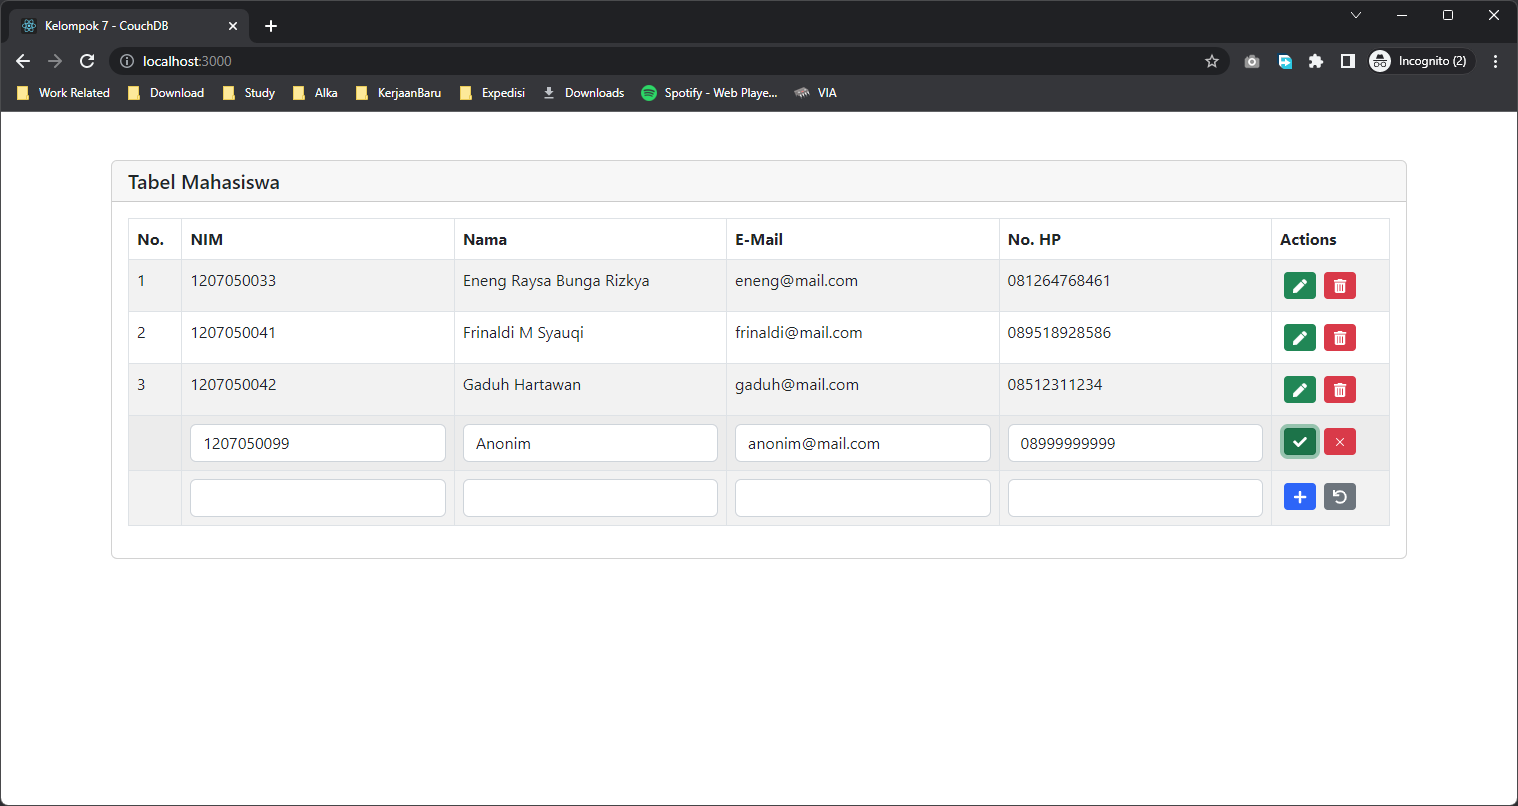 Kelompok 7 - CouchDB
localhost:3000
Incognito (2)
Work Related Download Study Alka KerjaanBaru Expedisi Downloads Spotify - Web Playe... VIA
Tabel Mahasiswa
No. NIM Nama E-Mail No. HP Actions
1 1207050033 Eneng Raysa Bunga Rizkya eneng@mail.com 081264768461
2 1207050041 Frinaldi M Syauqi frinaldi@mail.com 089518928586
3 1207050042 Gaduh Hartawan gaduh@mail.com 08512311234
1207050099 Anonim anonim@mail.com 08999999999